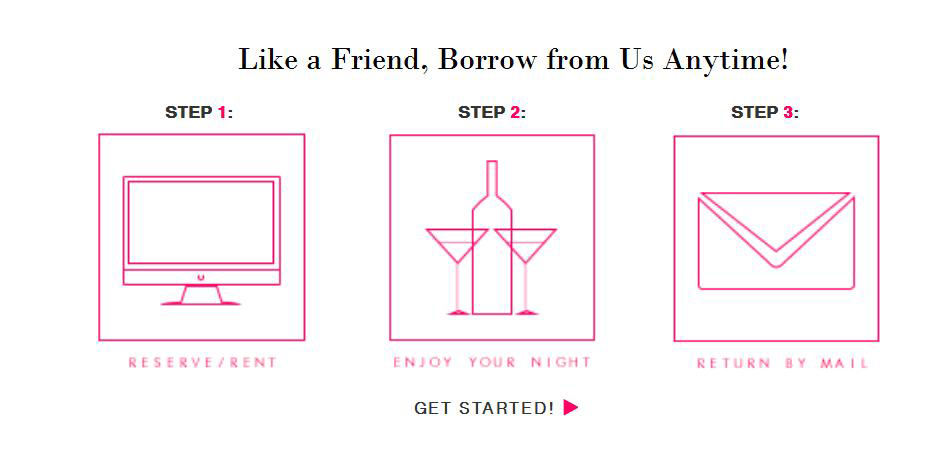 Like a Friend, Borrow from Us Anytime!
STEP 1:
STEP 2:
STEP 3:
RESERVE/RENT
ENJOY YOUR NIGHT
RETURN BY MAIL
GET STARTED!